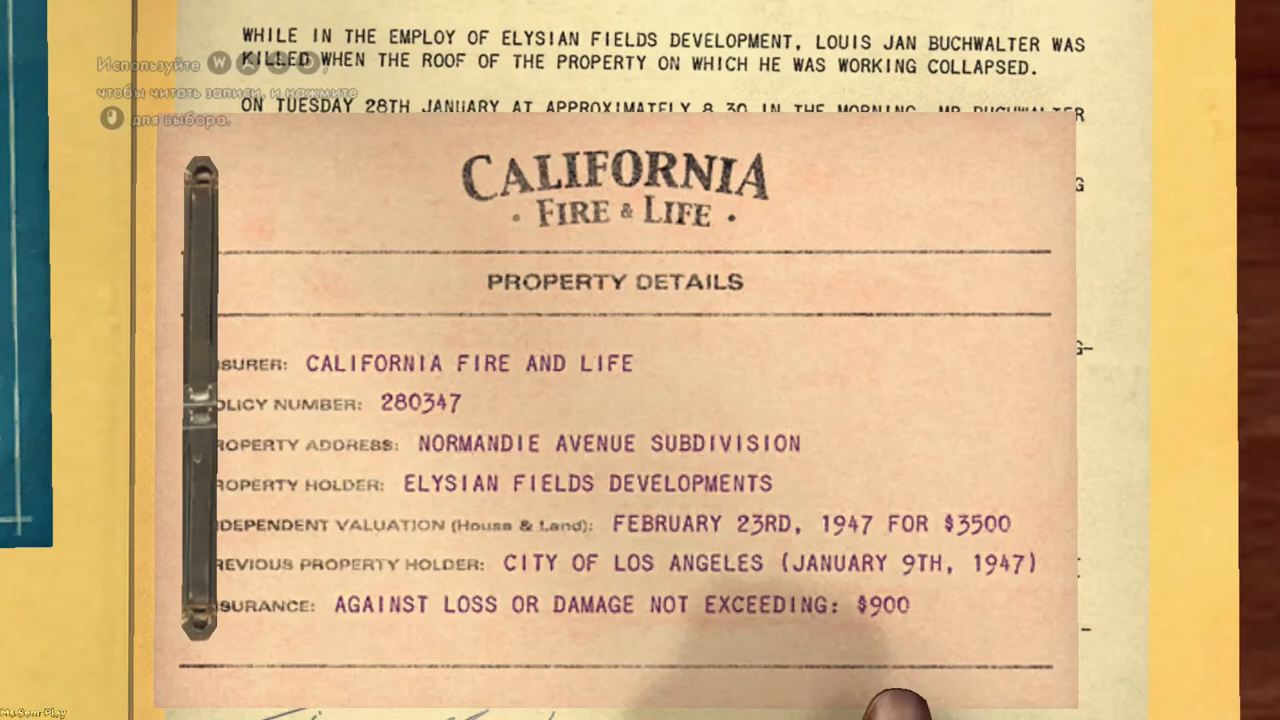 WHILE IN THE EMPLOY OF ELYSIAN FIELDS DEVELOPMENT, LOUIS JAN BUCHWALTER WAS
KILLED WHEN THE ROOF OF THE PROPERTY ON WHICH HE WAS WORKING COLLAPSED.
Используйте W A S D,
чтобы читать записи, и нажмите
для выбора.
ON TUESDAY 28TH JANUARY AT APPROXIMATELY 8.30 IN THE MORNING, MR BUCHWALTER
CALIFORNIA
• FIRE & LIFE •
PROPERTY DETAILS
SURER: CALIFORNIA FIRE AND LIFE
OLICY NUMBER: 280347
ROPERTY ADDRESS: NORMANDIE AVENUE SUBDIVISION
ROPERTY HOLDER: ELYSIAN FIELDS DEVELOPMENTS
DEPENDENT VALUATION (House & Land): FEBRUARY 23RD, 1947 FOR $3500
REVIOUS PROPERTY HOLDER: CITY OF LOS ANGELES (JANUARY 9TH, 1947)
SURANCE: AGAINST LOSS OR DAMAGE NOT EXCEEDING: $900
Ms.Som-Play